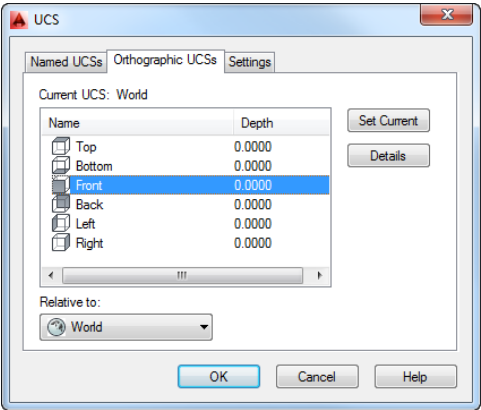 UCS
Named UCSs Orthographic UCSs Settings
Current UCS: World
Name Depth Set Current
Top 0.0000
Details
Bottom 0.0000
Front 0.0000
Back 0.0000
Left 0.0000
Right 0.0000
Relative to:
World
OK Cancel Help